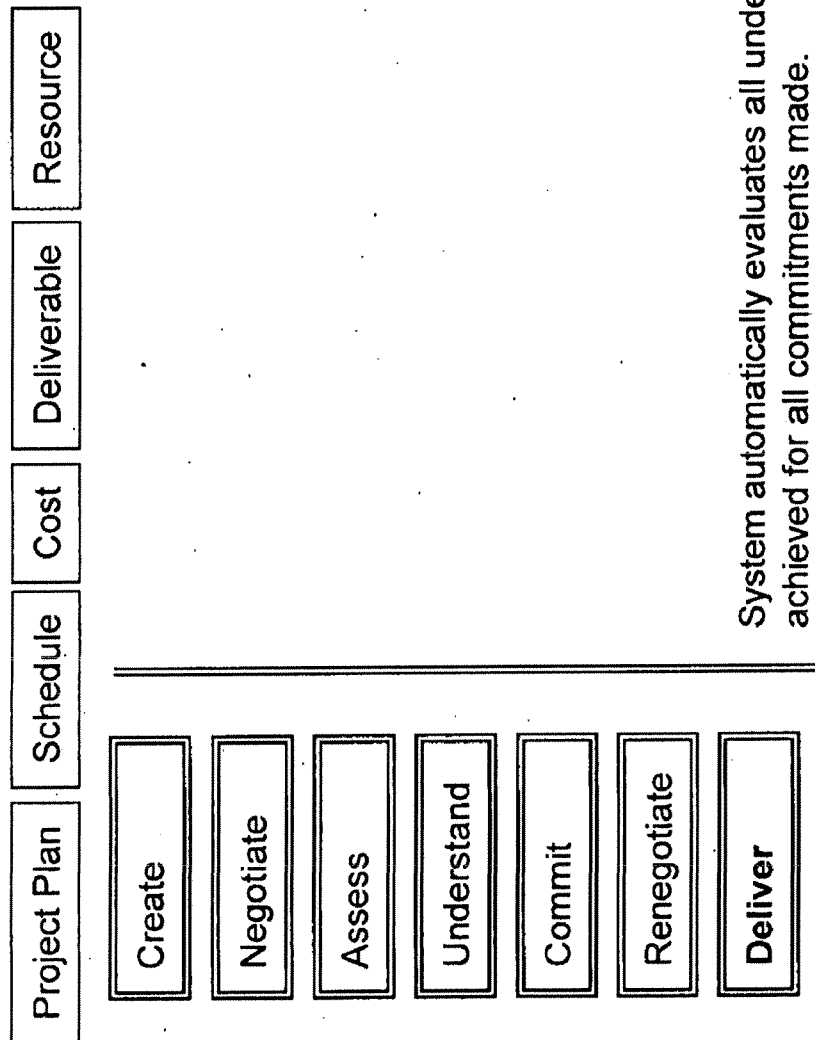 Project Plan Schedule Cost Deliverable Resource
Create
Negotiate
Assess
Understand
Commit
Renegotiate
Deliver
System automatically evaluates all
achieved for all commitments made.